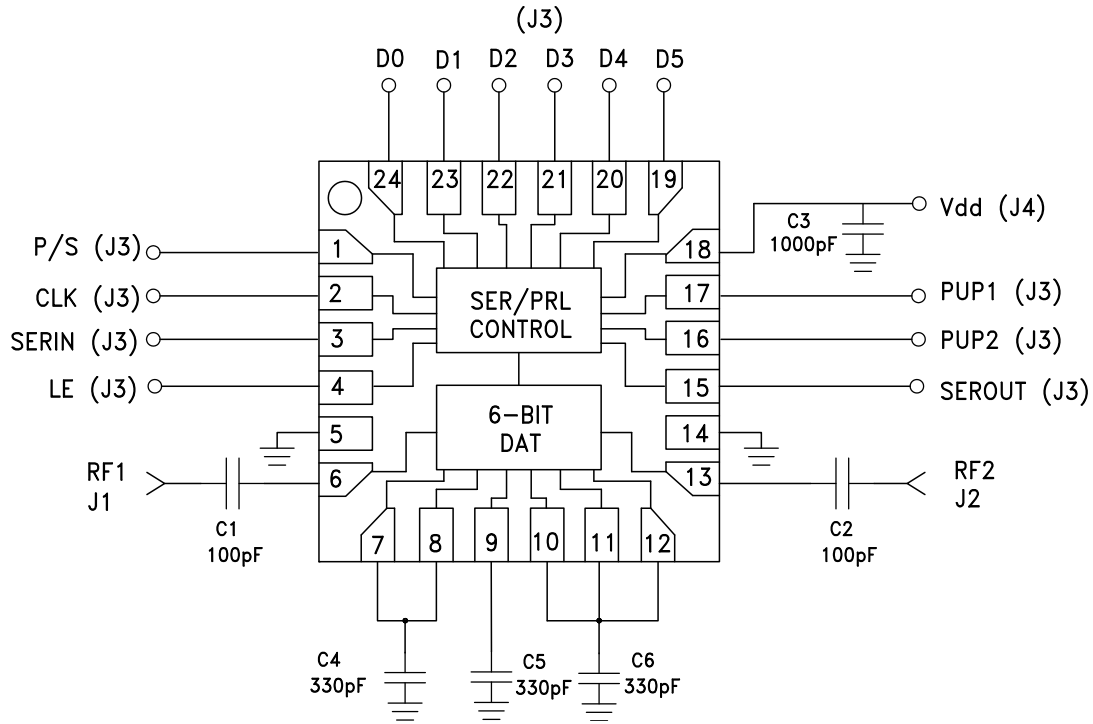 (J3)
D0 D1 D2 D3 D4 D5
24 23 22 21 20 19
P/S (J3)
CLK (J3)
SERIN (J3)
LE (J3)
1
2
3
4
5
6
SER/PRL
CONTROL
6-BIT
DAT
18
17
16
15
14
13
C3
1000pF
Vdd (J4)
PUP1 (J3)
PUP2 (J3)
SEROUT (J3)
RF1
J1
C1
100pF
RF2
J2
C2
100pF
7 8 9 10 11 12
C4
330pF
C5
330pF
C6
330pF